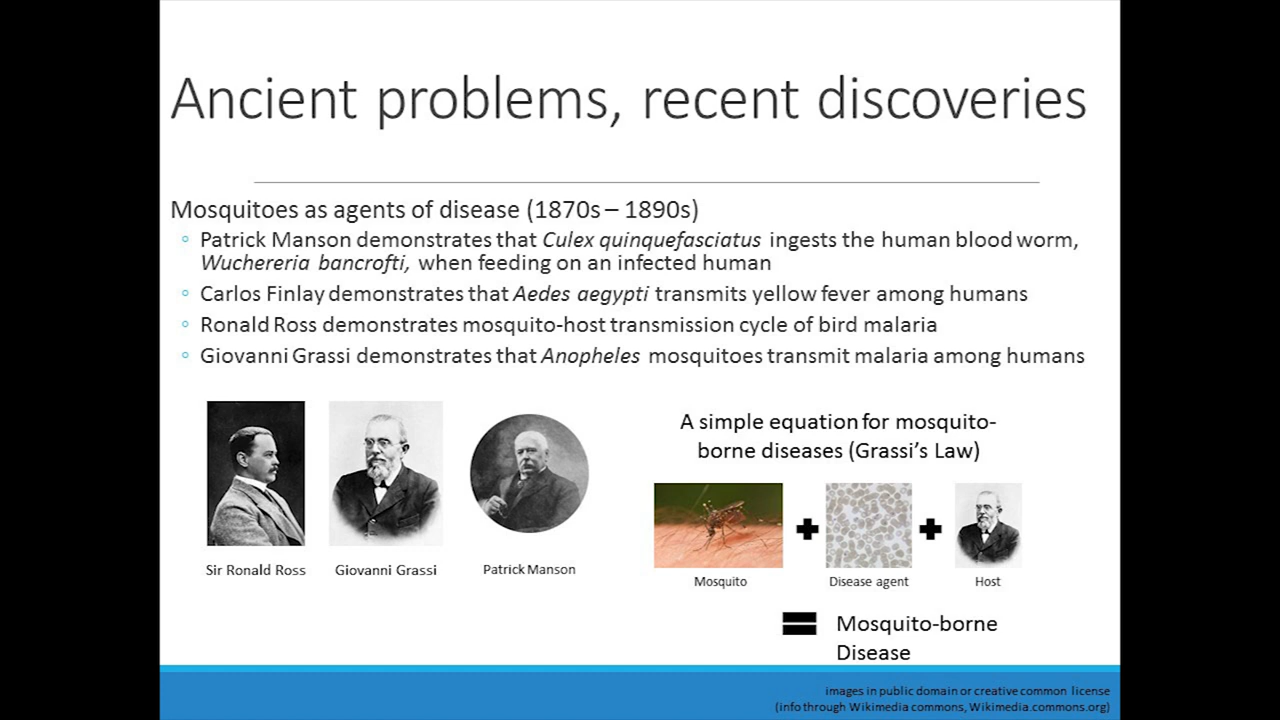 Ancient problems, recent discoveries
Mosquitoes as agents of disease (1870s – 1890s)
Patrick Manson demonstrates that Culex quinquefasciatus ingests the human blood worm,
Wuchereria bancrofti, when feeding on an infected human
Carlos Finlay demonstrates that Aedes aegypti transmits yellow fever among humans
Ronald Ross demonstrates mosquito-host transmission cycle of bird malaria
Giovanni Grassi demonstrates that Anopheles mosquitoes transmit malaria among humans
Sir Ronald Ross
Giovanni Grassi
Patrick Manson
A simple equation for mosquito-
borne diseases (Grassi's Law)
Mosquito
Disease agent
Host
Mosquito-borne
Disease
images in public domain or creative common license
(info through Wikimedia commons, Wikimedia.commons.org)